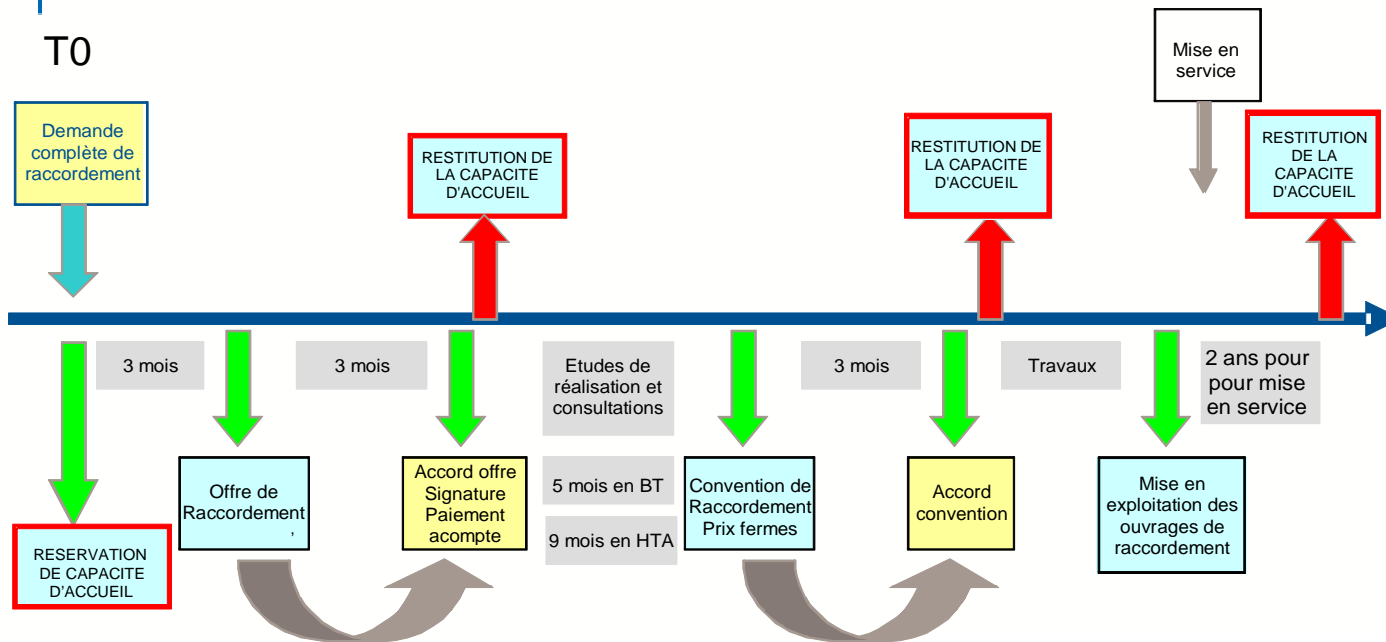 T0
Mise en
service
Demande
complète de
raccordement
RESTITUTION DE
LA CAPACITE
D'ACCUEIL
RESTITUTION DE
LA CAPACITE
D'ACCUEIL
RESTITUTION
DE LA
CAPACITE
D'ACCUEIL
3 mois
3 mois
Etudes de
réalisation et
consultations
3 mois
Travaux
2 ans pour
pour mise
en service
RESERVATION
DE CAPACITE
D'ACCUEIL
Offre de
Raccordement
,
Accord offre
Signature
Paiement
acompte
5 mois en BT
9 mois en HTA
Convention de
Raccordement
Prix fermes
Accord
convention
Mise en
exploitation des
ouvrages de
raccordement